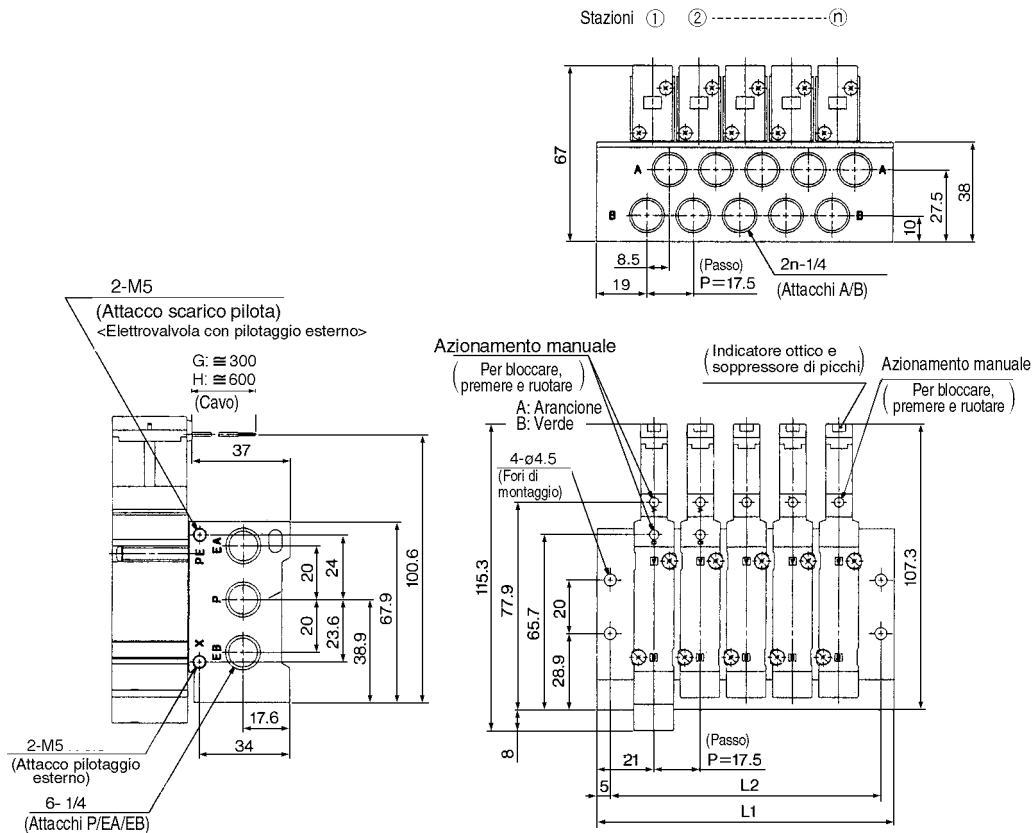 Stazioni ① ② ⓝ
67
A A
B B
10
27.5
38
8.5
(Passo)
19
P=17.5
2n-1/4
(Attacchi A/B)
2-M5
(Attacco scarico pilota)
<Elettrovalvola con pilotaggio esterno>
G: ≅300
H: ≅600
(Cavo)
37
PE
EA
P
X
EB
20
24
20
23.6
38.9
67.9
100.6
17.6
34
2-M5
(Attacco pilotaggio
esterno)
6- 1/4
(Attacchi P/EA/EB)
Azionamento manuale
(Per bloccare,
premere e ruotare)
A: Arancione
B: Verde
(Indicatore ottico e
soppressore di picchi)
Azionamento manuale
(Per bloccare,
premere e ruotare)
4-ø4.5
(Fori di
montaggio)
115.3
77.9
65.7
20
28.9
107.3
8
21
(Passo)
P=17.5
5
L2
L1